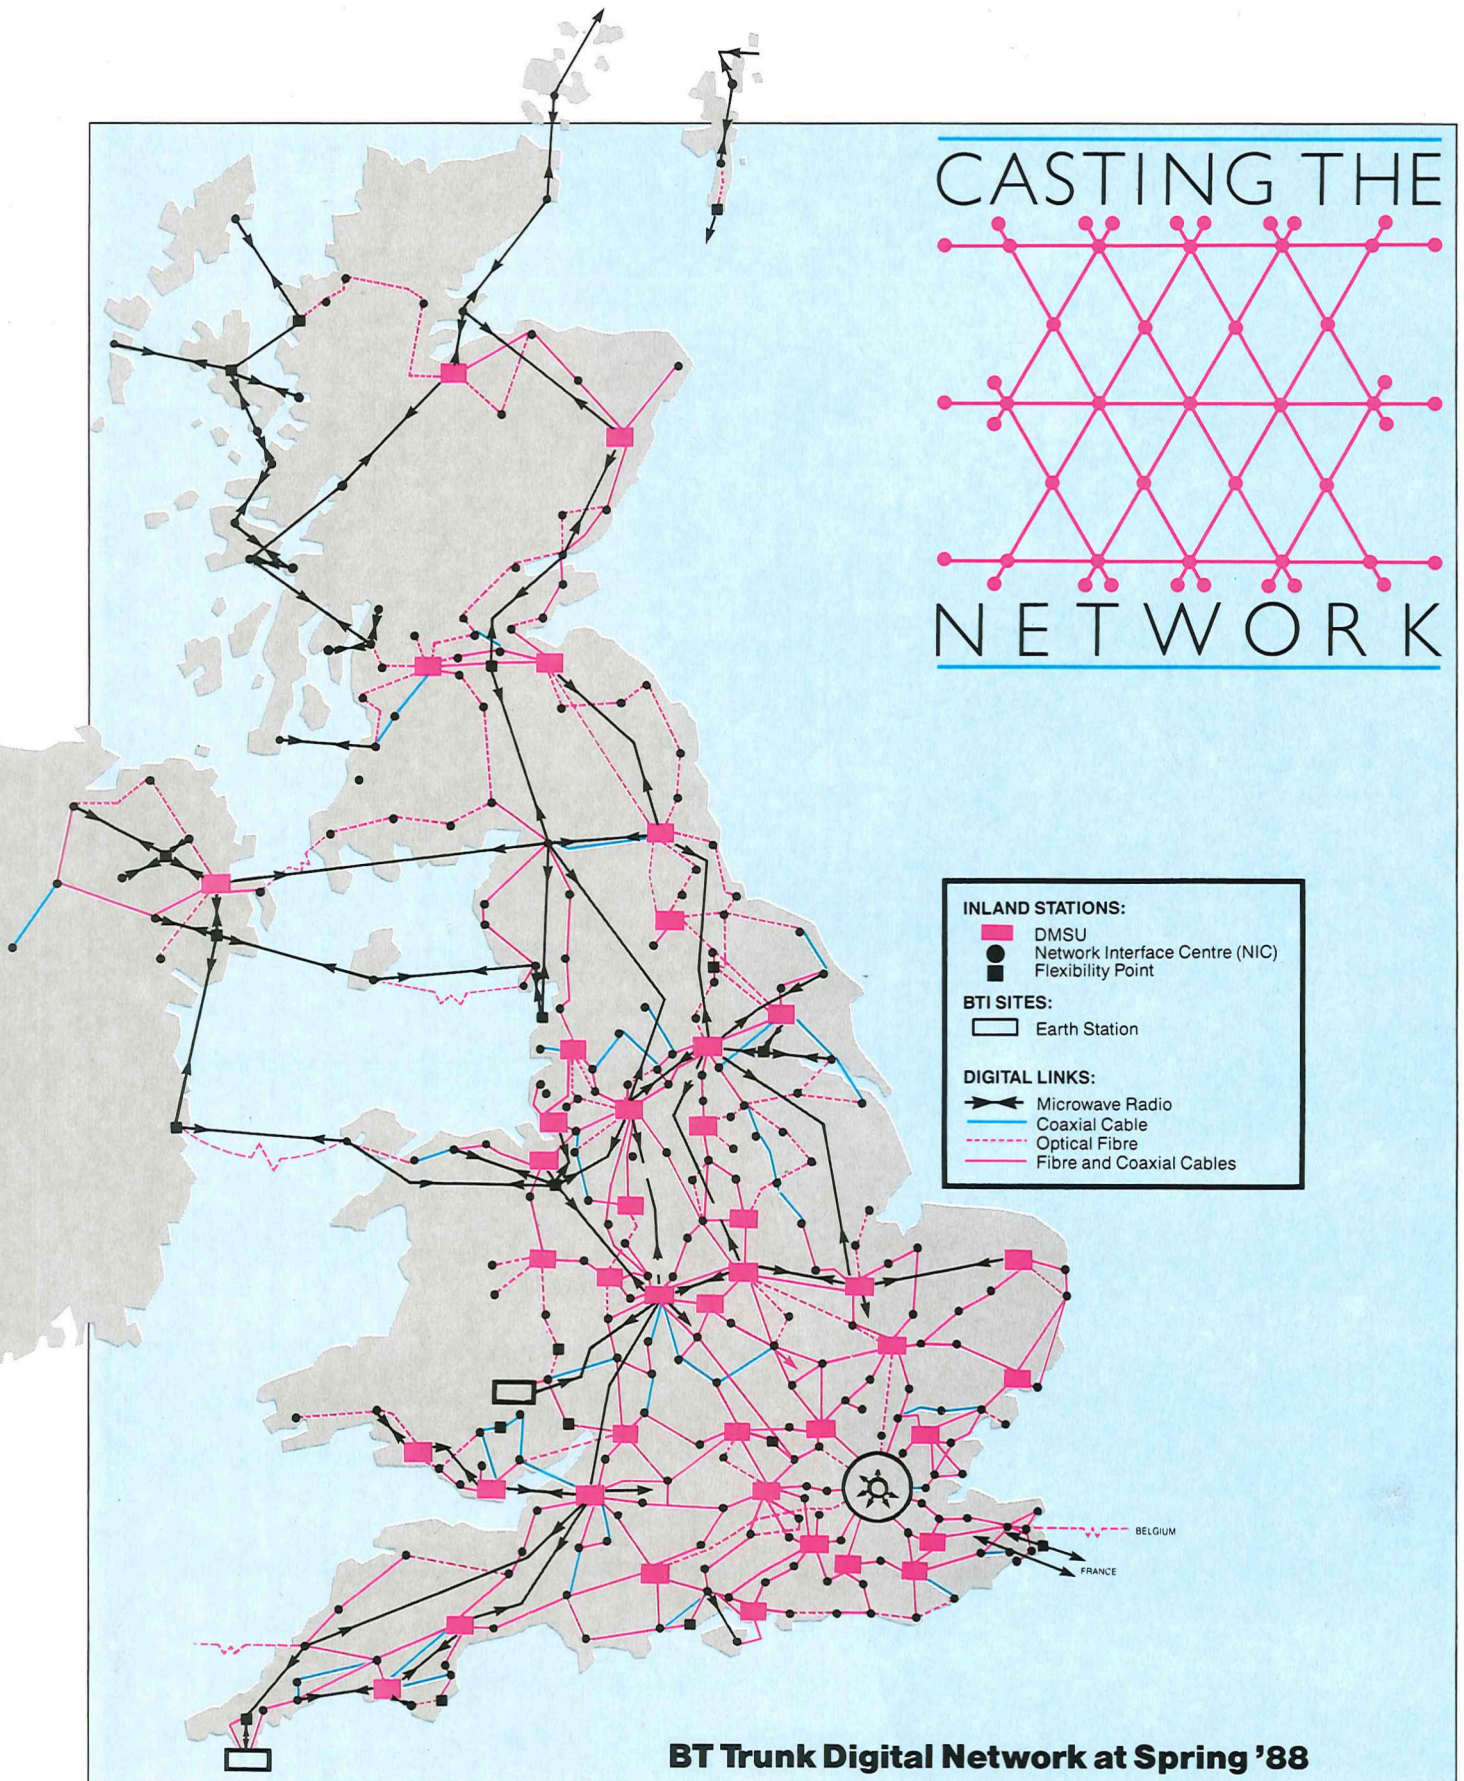 CASTING THE
NETWORK
INLAND STATIONS:
DMSU
Network Interface Centre (NIC)
Flexibility Point
BTI SITES:
Earth Station
DIGITAL LINKS:
Microwave Radio
Coaxial Cable
Optical Fibre
Fibre and Coaxial Cables
BELGIUM
FRANCE
BT Trunk Digital Network at Spring '88